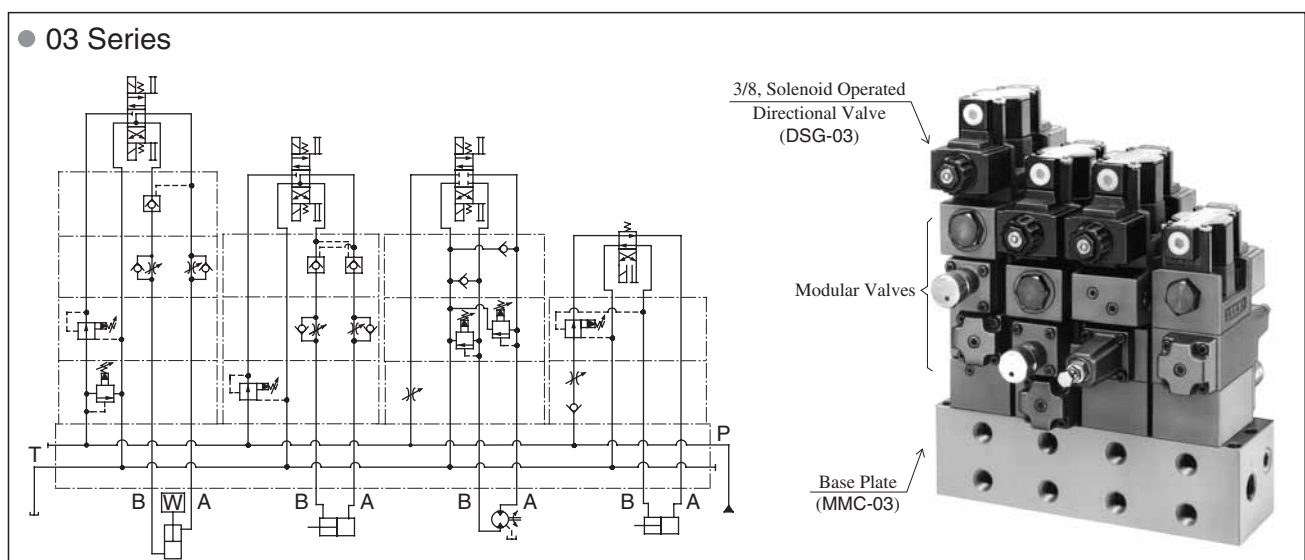 03 Series
3/8, Solenoid Operated
Directional Valve
(DSG-03)
Modular Valves
T
P
B
W
A
B
A
B
A
B
A
Base Plate
(MMC-03)